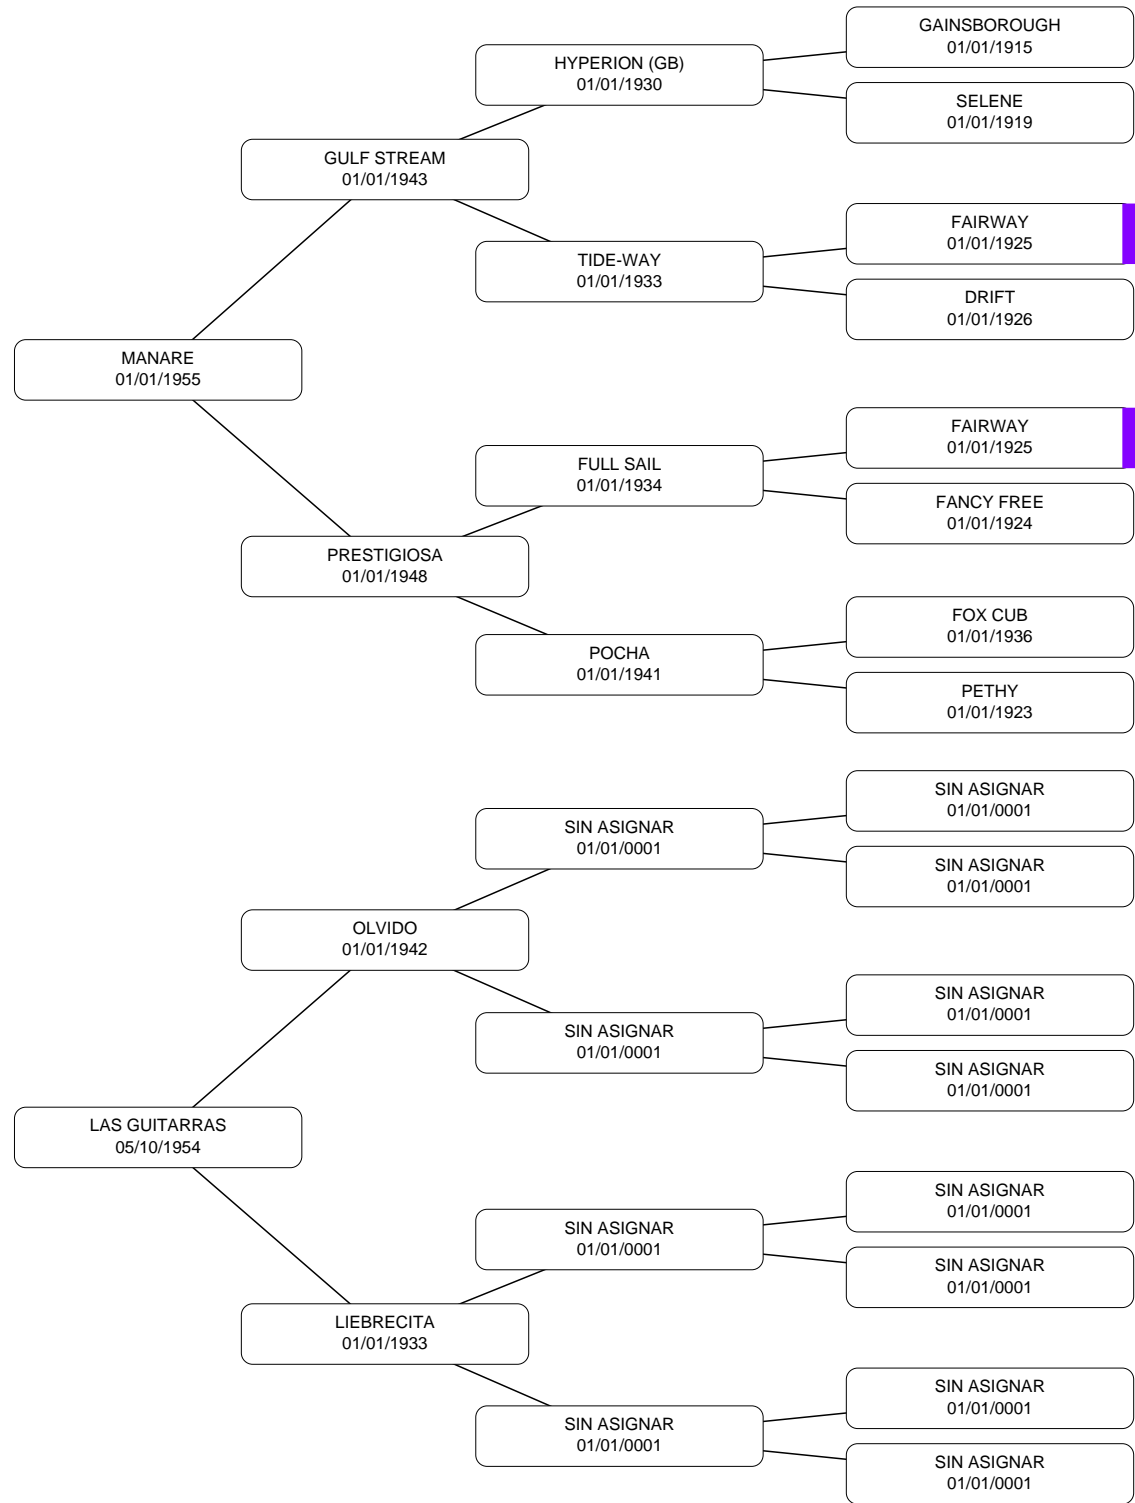 GAINSBOROUGH
01/01/1915
HYPERION (GB)
01/01/1930
SELENE
01/01/1919
GULF STREAM
01/01/1943
FAIRWAY
01/01/1925
TIDE-WAY
01/01/1933
DRIFT
01/01/1926
MANARE
01/01/1955
FAIRWAY
01/01/1925
FULL SAIL
01/01/1934
FANCY FREE
01/01/1924
PRESTIGIOSA
01/01/1948
FOX CUB
01/01/1936
POCHA
01/01/1941
PETHY
01/01/1923
SIN ASIGNAR
01/01/0001
SIN ASIGNAR
01/01/0001
SIN ASIGNAR
01/01/0001
OLVIDO
01/01/1942
SIN ASIGNAR
01/01/0001
SIN ASIGNAR
01/01/0001
SIN ASIGNAR
01/01/0001
LAS GUITARRAS
05/10/1954
SIN ASIGNAR
01/01/0001
SIN ASIGNAR
01/01/0001
SIN ASIGNAR
01/01/0001
LIEBRECITA
01/01/1933
SIN ASIGNAR
01/01/0001
SIN ASIGNAR
01/01/0001
SIN ASIGNAR
01/01/0001